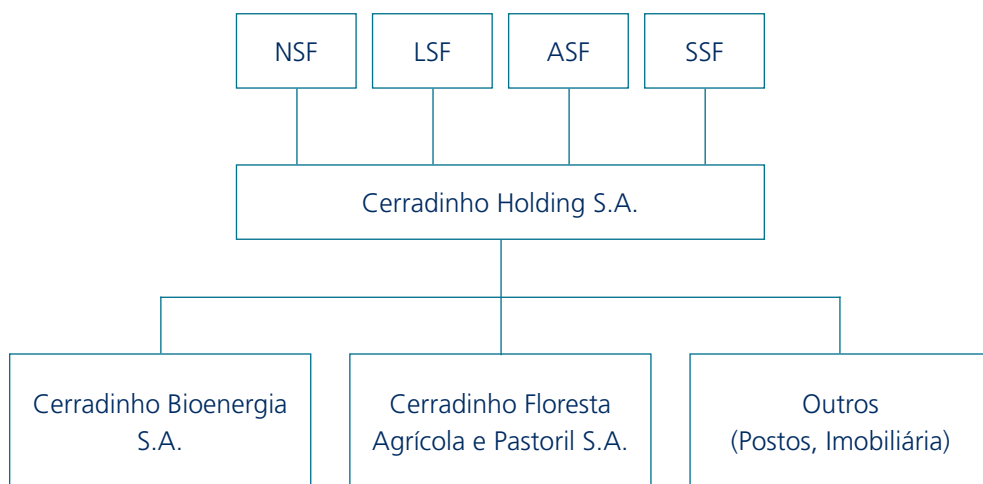 NSF
LSF
ASF
SSF
Cerradinho Holding S.A.
Cerradinho Bioenergia
S.A.
Cerradinho Floresta
Agrícola e Pastoril S.A.
Outros
(Postos, Imobiliária)